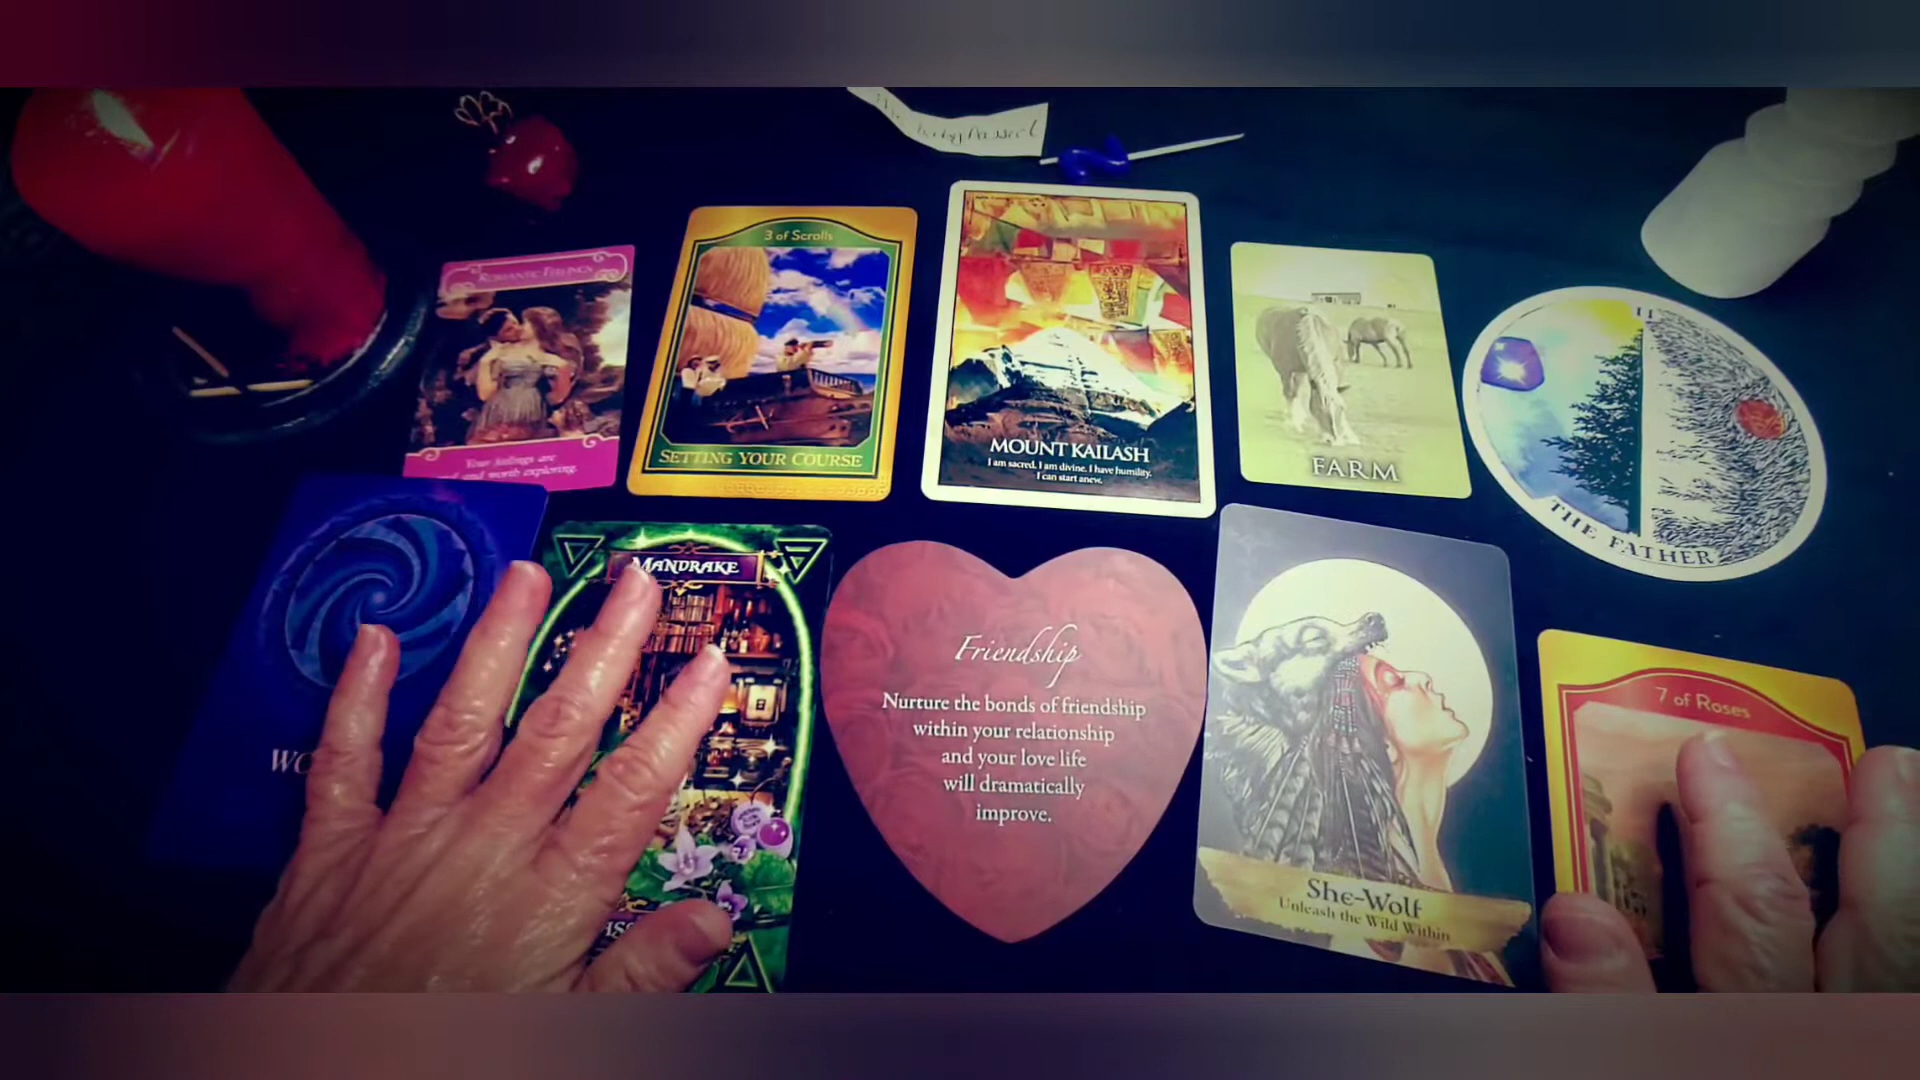 ROMANTIC FEELINGS
Your feelings are
and worth exploring.
3 of Scrolls
SETTING YOUR COURSE
MOUNT KAILASH
I am sacred. I am divine. I have humility.
I can start anew.
FARM
II
THE FATHER
WO
MANDRAKE
Friendship
Nurture the bonds of friendship
within your relationship
and your love life
will dramatically
improve.
She-Wolf
Unleash the Wild Within
7 of Roses